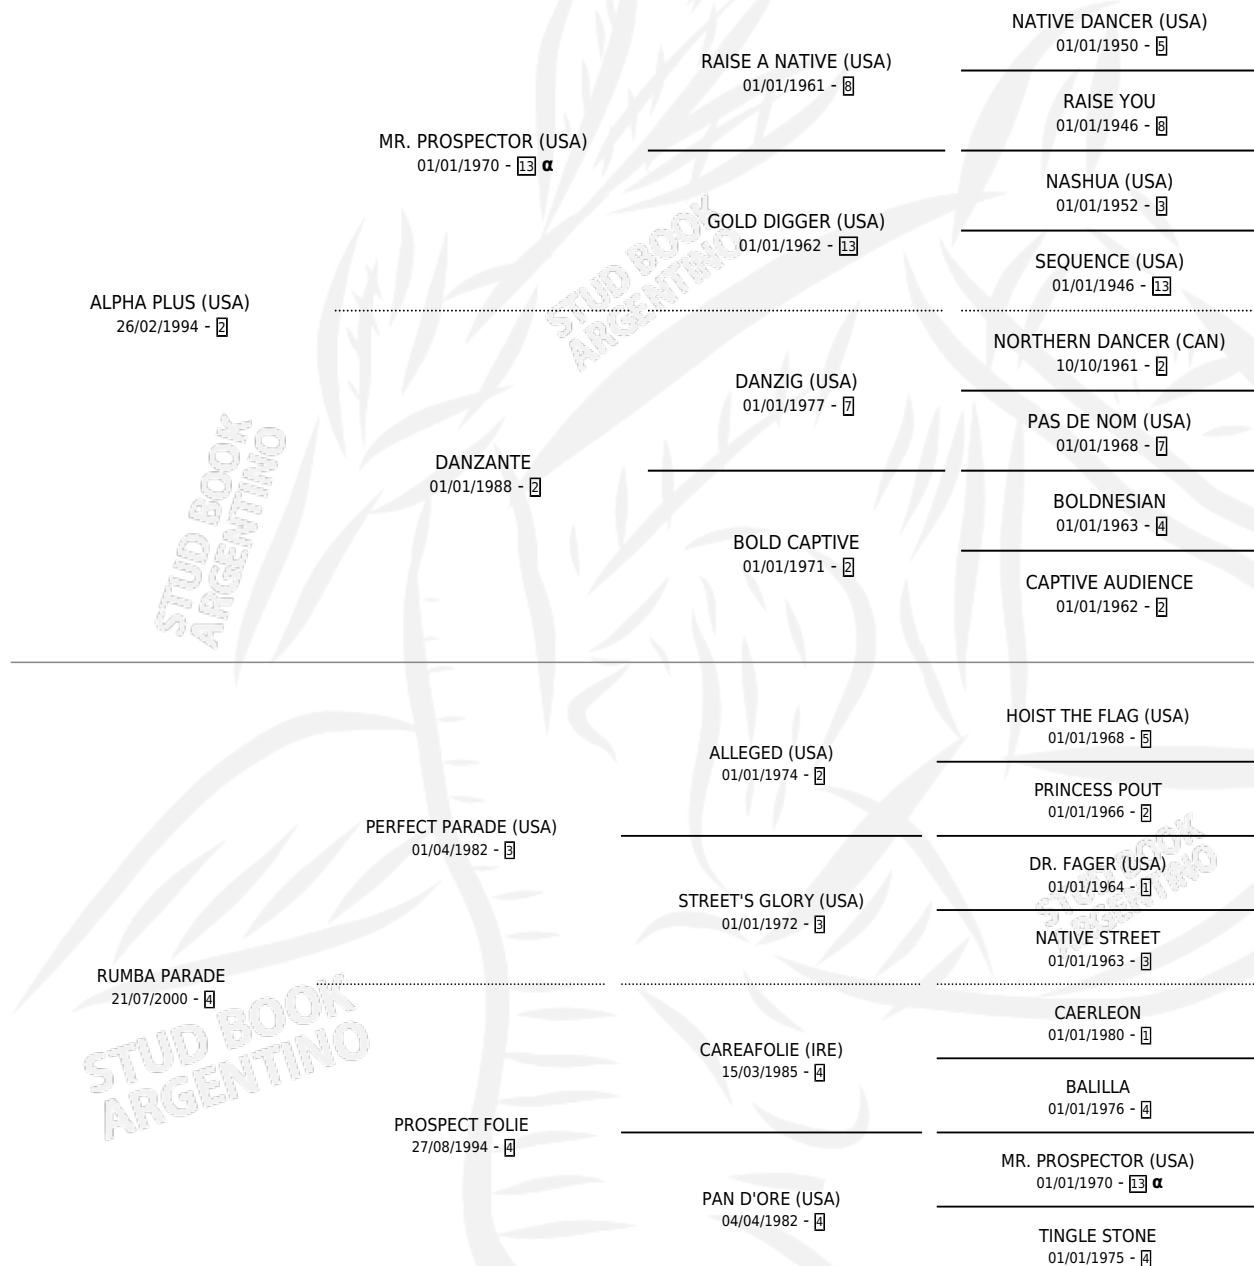 NATIVE DANCER (USA)
01/01/1950 - 5
RAISE A NATIVE (USA)
01/01/1961 - 8
RAISE YOU
01/01/1946 - 8
MR. PROSPECTOR (USA)
01/01/1970 - 13 α
NASHUA (USA)
01/01/1952 - 3
GOLD DIGGER (USA)
01/01/1962 - 13
SEQUENCE (USA)
01/01/1946 - 13
ALPHA PLUS (USA)
26/02/1994 - 2
NORTHERN DANCER (CAN)
10/10/1961 - 2
DANZIG (USA)
01/01/1977 - 7
PAS DE NOM (USA)
01/01/1968 - 7
DANZANTE
01/01/1988 - 2
BOLDNESIAN
01/01/1963 - 4
BOLD CAPTIVE
01/01/1971 - 2
CAPTIVE AUDIENCE
01/01/1962 - 2
HOIST THE FLAG (USA)
01/01/1968 - 5
ALLEGED (USA)
01/01/1974 - 2
PRINCESS POUT
01/01/1966 - 2
PERFECT PARADE (USA)
01/04/1982 - 3
DR. FAGER (USA)
01/01/1964 - 1
STREET'S GLORY (USA)
01/01/1972 - 3
NATIVE STREET
01/01/1963 - 3
RUMBA PARADE
21/07/2000 - 4
CAERLEON
01/01/1980 - 1
CAREAFOLIE (IRE)
15/03/1985 - 4
BALILLA
01/01/1976 - 4
PROSPECT FOLIE
27/08/1994 - 4
MR. PROSPECTOR (USA)
01/01/1970 - 13 α
PAN D'ORE (USA)
04/04/1982 - 4
TINGLE STONE
01/01/1975 - 4
STUD BOOK
ARGENTINO
STUD BOOK
ARGENTINO
STUD BOOK
ARGENTINO
STUD BOOK
ARGENTINO